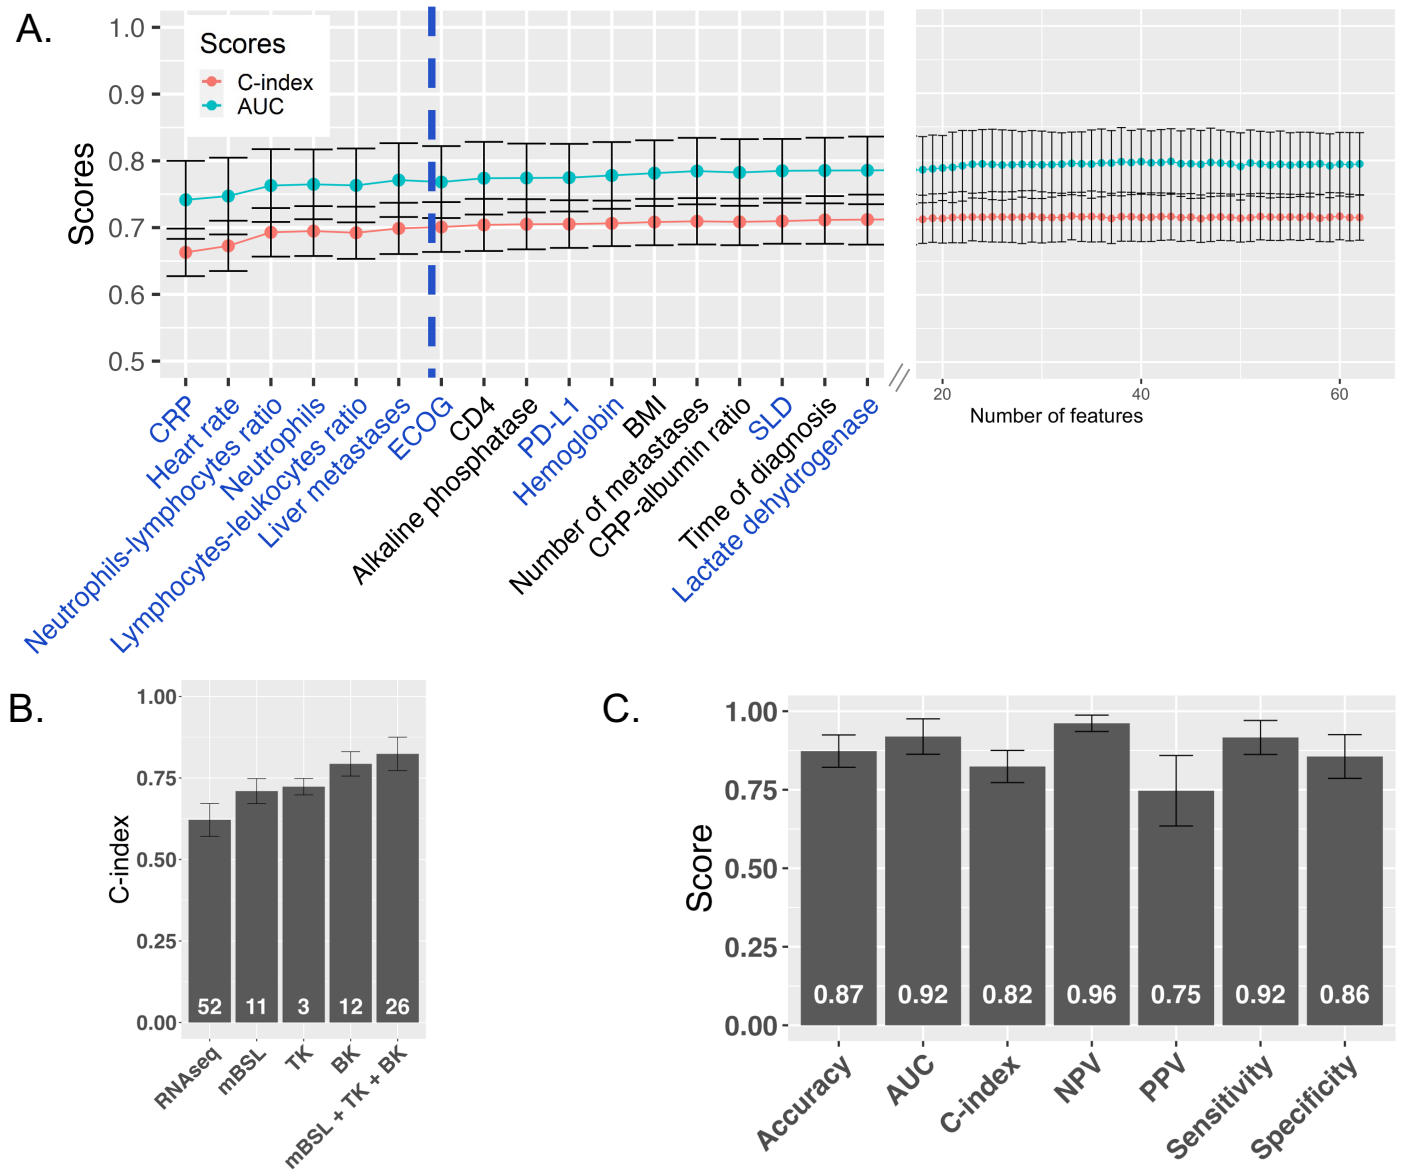 A.
Scores
C-index
AUC
Scores
1.0
0.9
0.8
0.7
0.6
0.5
CRP
Heart rate
Neutrophils-lymphocytes ratio
Neutrophils
Lymphocytes-leukocytes ratio
Liver metastases
ECOG
CD4
Alkaline phosphatase
PD-L1
Hemoglobin
BMI
Number of metastases
CRP-albumin ratio
SLD
Time of diagnosis
Lactate dehydrogenase
20
40
60
Number of features
B.
C-index
1.00
0.75
0.50
0.25
0.00
52
11
3
12
26
RNAseq
mBSL
TK
BK
mBSL + TK + BK
C.
Score
1.00
0.75
0.50
0.25
0.00
0.87
0.92
0.82
0.96
0.75
0.92
0.86
Accuracy
AUC
C-index
NPV
PPV
Sensitivity
Specificity